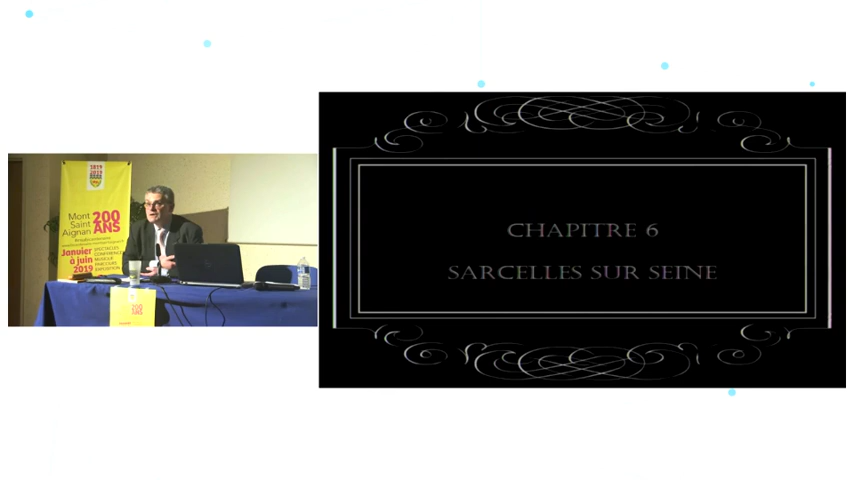 1819
2019
Mont
Saint
Aignan
200
ANS
Janvier
à juin
2019
SPECTACLES
CONFÉRENCES
MUSIQUE
PARCOURS
EXPOSITION
200
ANS
CHAPITRE 6
SARCELLES SUR SEINE